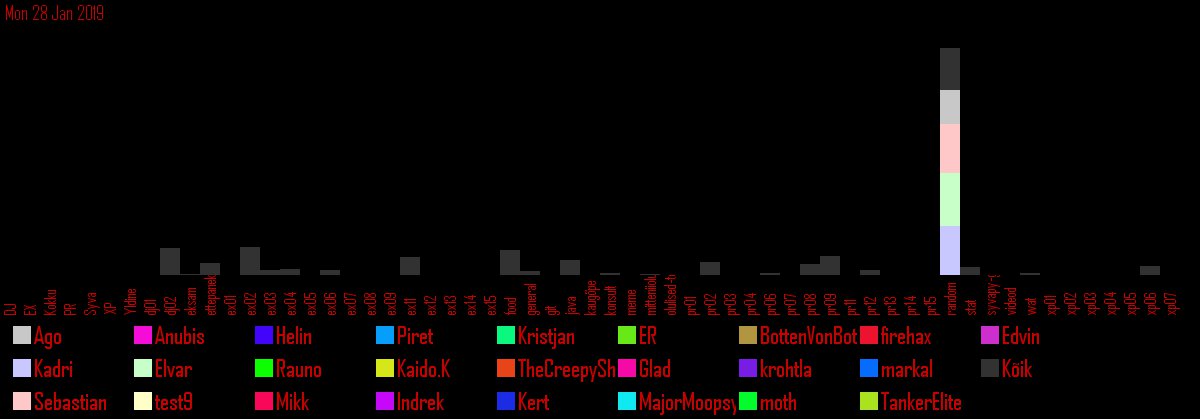 Mon 28 Jan 2019
DJ EX Kokku PR Syva XP Yldine dj01 dj02 eksam ettepanek ex01 ex02 ex03 ex04 ex05 ex06 ex07 ex08 ex09 ex11 ex12 ex13 ex14 ex15 food general git java kaugõpe konsult meme pr01 pr02 pr03 pr04 pr06 pr07 pr08 pr09 pr11 pr12 pr13 pr14 pr15 random stat videod wat xp01 xp02 xp03 xp04 xp05 xp06 xp07
Ago Anubis Helin Piret Kristjan ER BottenVonBot firehax Edvin
Kadri Elvar Rauno Kaido.K TheCreepySh Glad krohtla markal Kõik
Sebastian test9 Mikk Indrek Kert MajorMoopsy moth TankerElite